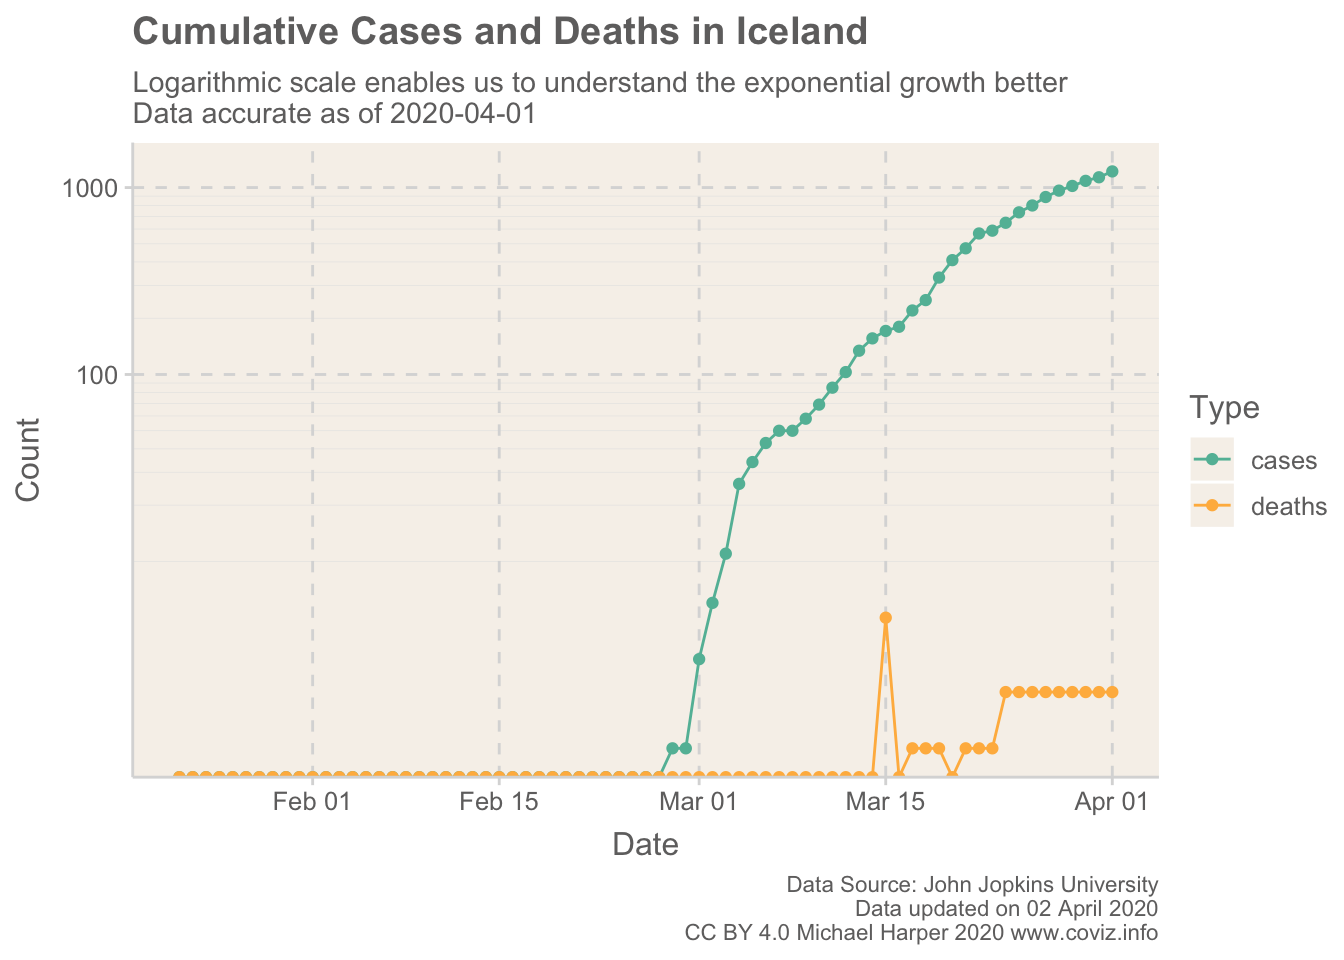 Cumulative Cases and Deaths in Iceland
Logarithmic scale enables us to understand the exponential growth better
Data accurate as of 2020-04-01
1000
100
Count
Type
cases
deaths
Feb 01
Feb 15
Mar 01
Mar 15
Apr 01
Date
Data Source: John Jopkins University
Data updated on 02 April 2020
CC BY 4.0 Michael Harper 2020 www.coviz.info